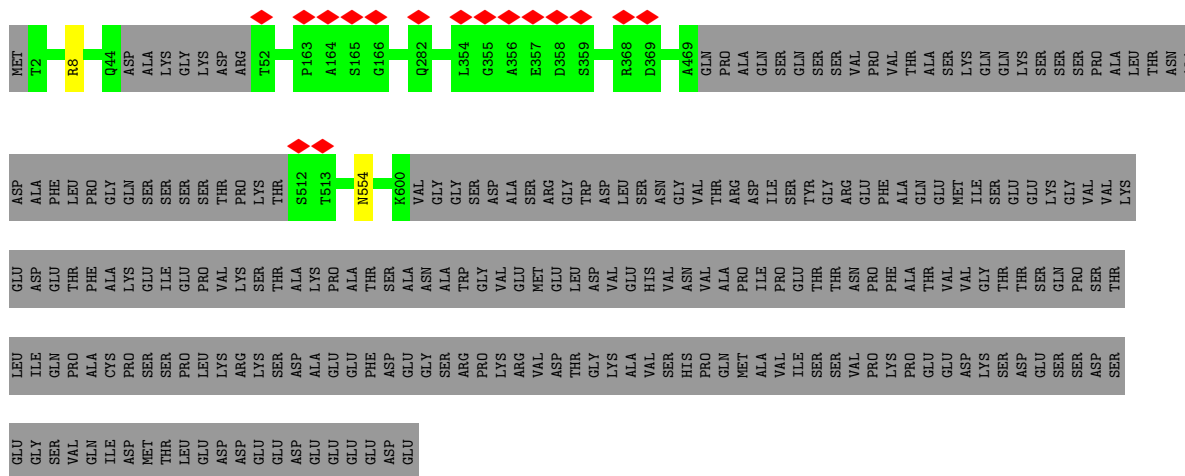 MET T2 R8 Q44 ASP ALA LYS GLY LYS ASP ARG T52 P163 A164 S165 G166 Q282 L354 G355 A356 E357 D358 S359 R368 D369 A469 GLN PRO ALA GLN SER GLN SER SER VAL PRO VAL THR ALA SER LYS GLN GLN LYS SER SER SER PRO ALA LEU THR ASN
ASP ALA PHE LEU PRO GLY GLN SER SER SER SER THR PRO LYS THR S512 T513 N554 K600 VAL GLY GLY SER ASP ALA SER ARG GLY TRP ASP LEU SER ASN GLY VAL THR ARG ASP ILE SER TYR GLY ARG GLU PHE ALA GLN GLU MET ILE SER GLU GLU LYS GLY VAL VAL LYS
GLU ASP GLU THR PHE ALA LYS GLU ILE GLU PRO VAL LYS SER THR ALA LYS PRO ALA THR SER ALA ASN ALA TRP GLY VAL GLU MET GLU LEU ASP VAL GLU HIS VAL ASN VAL ALA PRO ILE PRO GLU THR THR ASN PRO PHE ALA THR VAL VAL GLY THR THR SER GLN PRO SER THR
LEU ILE GLN PRO ALA CYS PRO SER SER PRO LEU LYS ARG LYS SER ASP ALA GLU GLU PHE ASP GLU GLY SER ARG PRO LYS ARG VAL ASP THR GLY LYS ALA VAL SER HIS PRO GLN MET ALA VAL ILE SER SER VAL PRO LYS PRO GLU GLU ASP LYS SER ASP GLU SER SER ASP SER
GLU GLY SER VAL GLN ILE ASP MET THR LEU GLU ASP ASP GLU GLU ASP GLU GLU GLU GLU ASP GLU